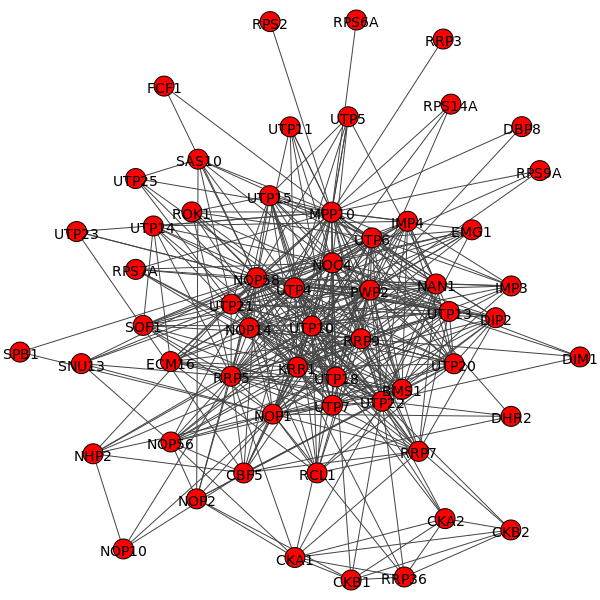 RPS2
RPS6A
RRP3
FCF1
RPS14A
UTP5
UTP11
DBP8
SAS10
RPS9A
UTP25
UTP15
ROK1
MPP10
IMP4
UTP14
UTP23
EMG1
UTP6
NOC4
RPS7A
NOP58
UTP4
PWP2
NAN1
IMP3
UTP21
UTP13
DIP2
SOF1
NOP14
UTP10
RRP9
SPB1
SNU13
ECM16
DIM1
UTP20
KRR1
RRP5
UTP18
BMS1
UTP7
UTP22
NOP1
DHR2
NOP56
RRP7
NHP2
CBF5
RCL1
NOP2
CKA2
CKB2
NOP10
CKA1
CKB1
RRP36